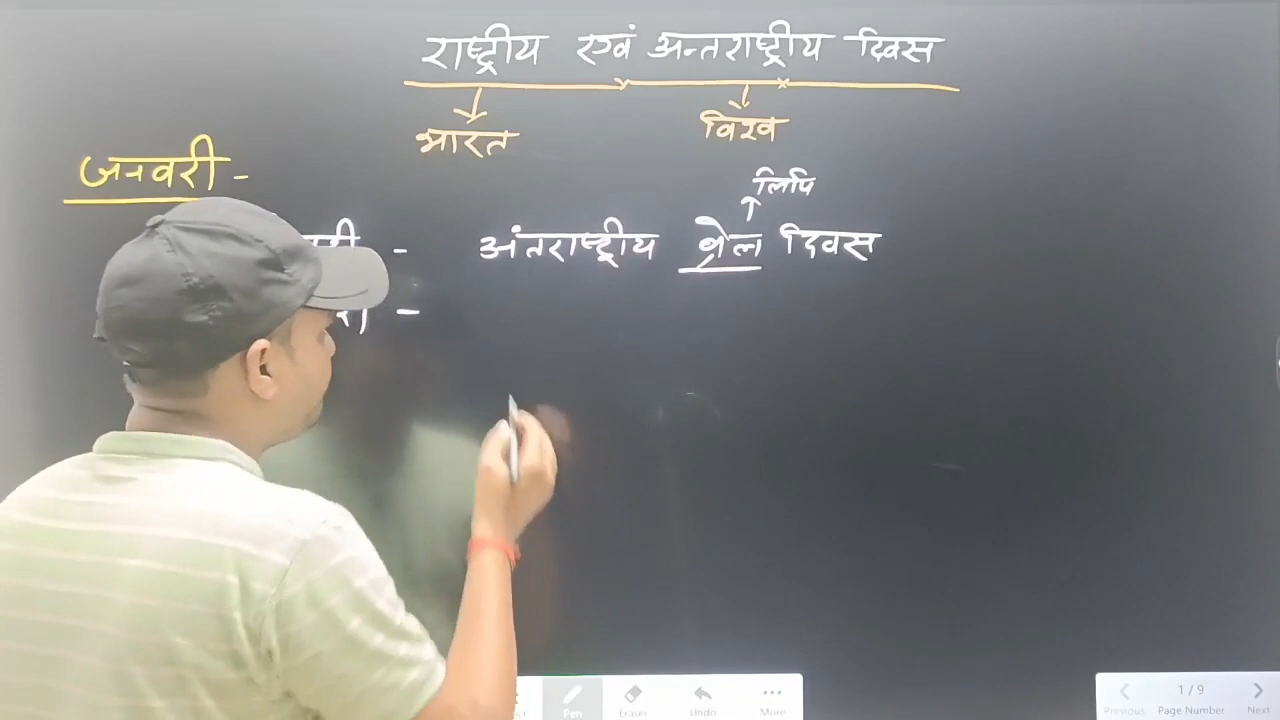 राष्ट्रीय एवं अन्तराष्ट्रीय दिवस
भारत विश्व
जनवरी -
लिपि
- अंतराष्ट्रीय ब्रेल दिवस
-
Pen Eraser Undo More
1/9
Previous Page Number Next